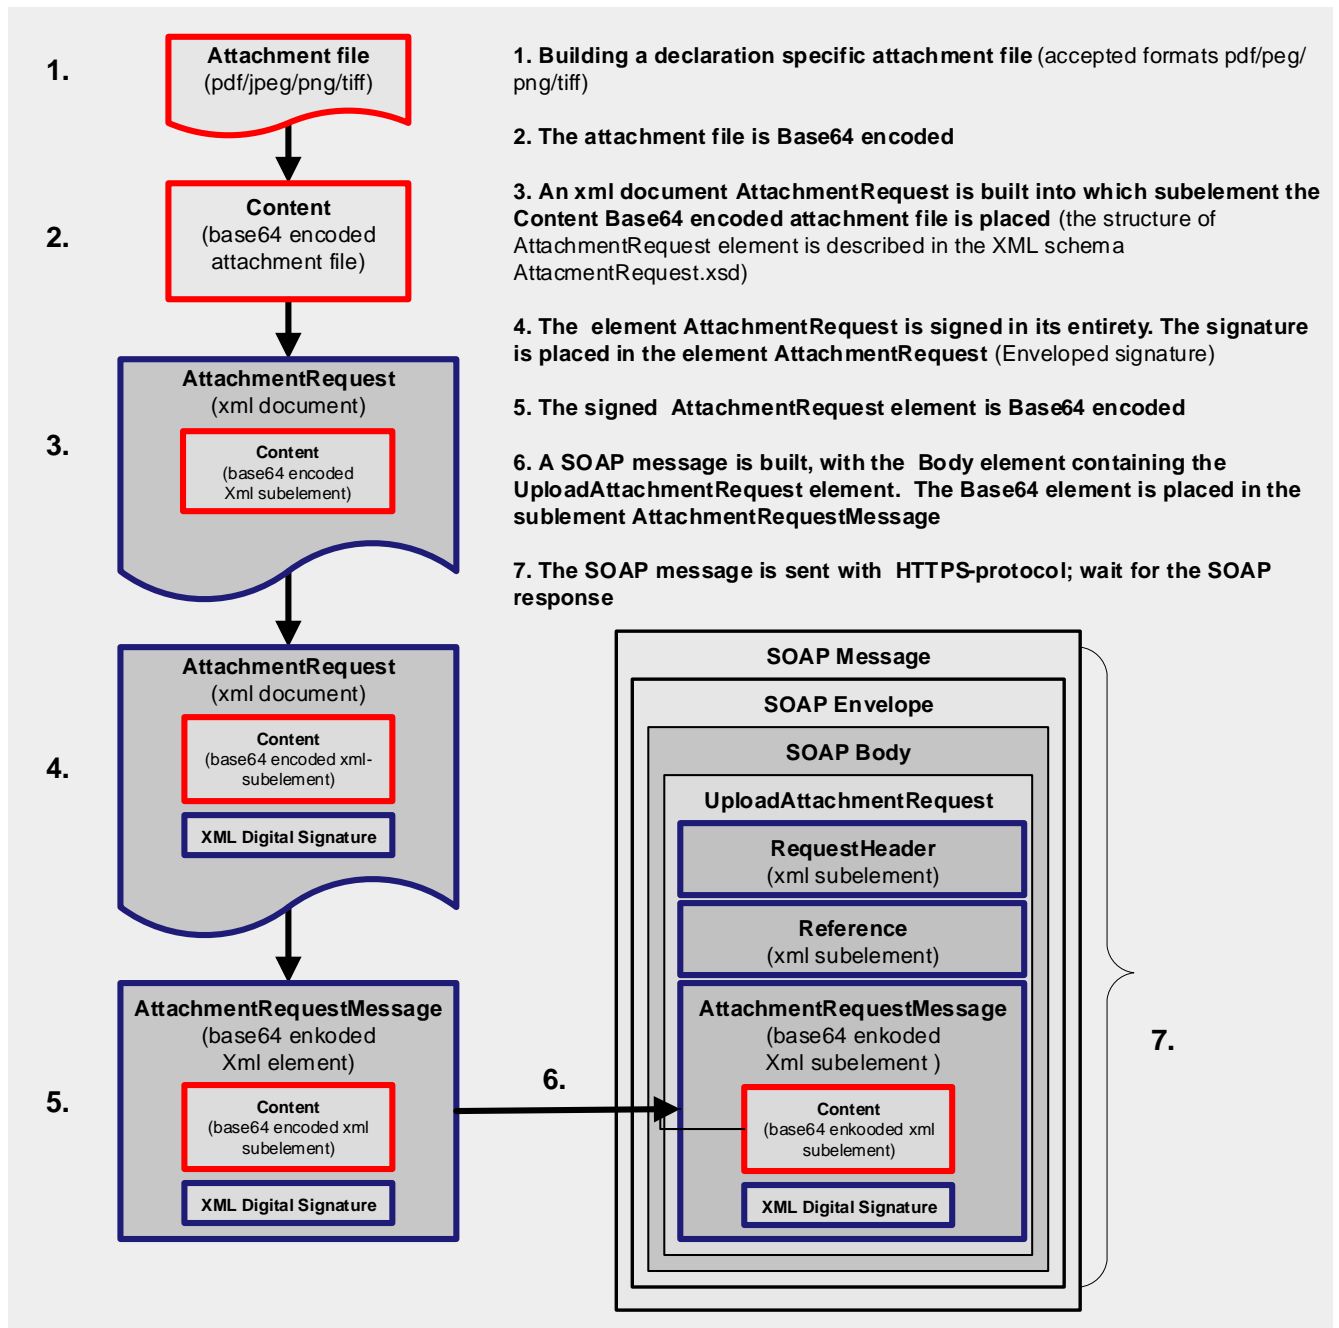 1.
Attachment file
(pdf/jpeg/png/tiff)
1. Building a declaration specific attachment file (accepted formats pdf/peg/
png/tiff)
2. The attachment file is Base64 encoded
3. An xml document AttachmentRequest is built into which subelement the
Content Base64 encoded attachment file is placed (the structure of
AttachmentRequest element is described in the XML schema
AttacmentRequest.xsd)
4. The  element AttachmentRequest is signed in its entirety. The signature
is placed in the element AttachmentRequest (Enveloped signature)
5. The signed  AttachmentRequest element is Base64 encoded
6. A SOAP message is built, with the  Body element containing the
UploadAttachmentRequest element.  The Base64 element is placed in the
sublement AttachmentRequestMessage
7. The SOAP message is sent with  HTTPS-protocol; wait for the SOAP
response
2.
Content
(base64 encoded
attachment file)
3.
AttachmentRequest
(xml document)
Content
(base64 encoded
Xml subelement)
4.
AttachmentRequest
(xml document)
Content
(base64 encoded xml-
subelement)
XML Digital Signature
5.
AttachmentRequestMessage
(base64 enkoded
Xml element)
Content
(base64 encoded xml
subelement)
XML Digital Signature
6.
SOAP Message
SOAP Envelope
SOAP Body
UploadAttachmentRequest
RequestHeader
(xml subelement)
Reference
(xml subelement)
AttachmentRequestMessage
(base64 enkoded
Xml subelement )
Content
(base64 enkooded xml
subelement)
XML Digital Signature
7.